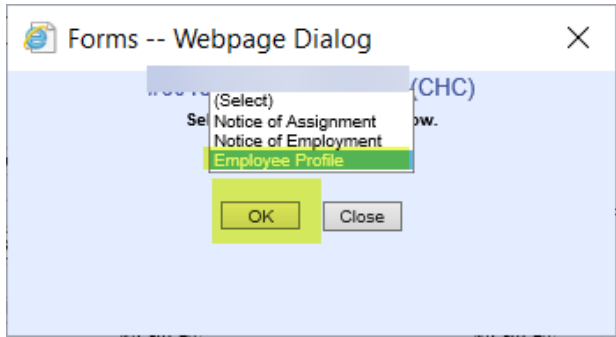 Forms -- Webpage Dialog
(CHC)
(Select)
Notice of Assignment
Notice of Employment
Employee Profile
OK Close